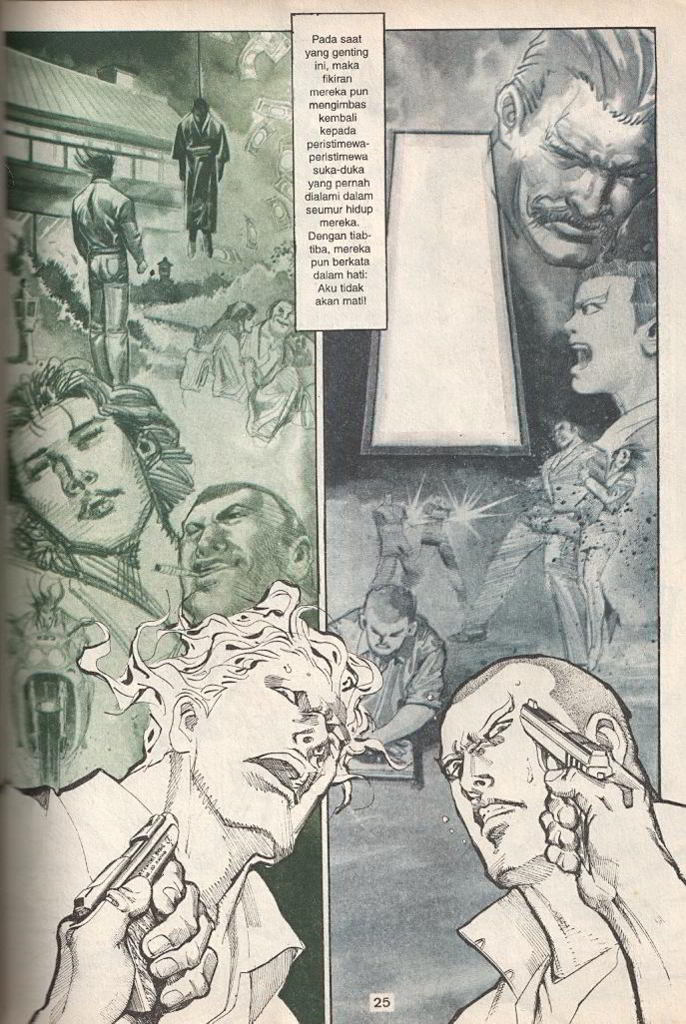 Pada saat
yang genting
ini, maka
fikiran
mereka pun
mengimbas
kembali
kepada
peristimewa-
peristimewa
suka-duka
yang pernah
dialami dalam
seumur hidup
mereka.
Dengan tiab-
tiba, mereka
pun berkata
dalam hati:
Aku tidak
akan mati!
25